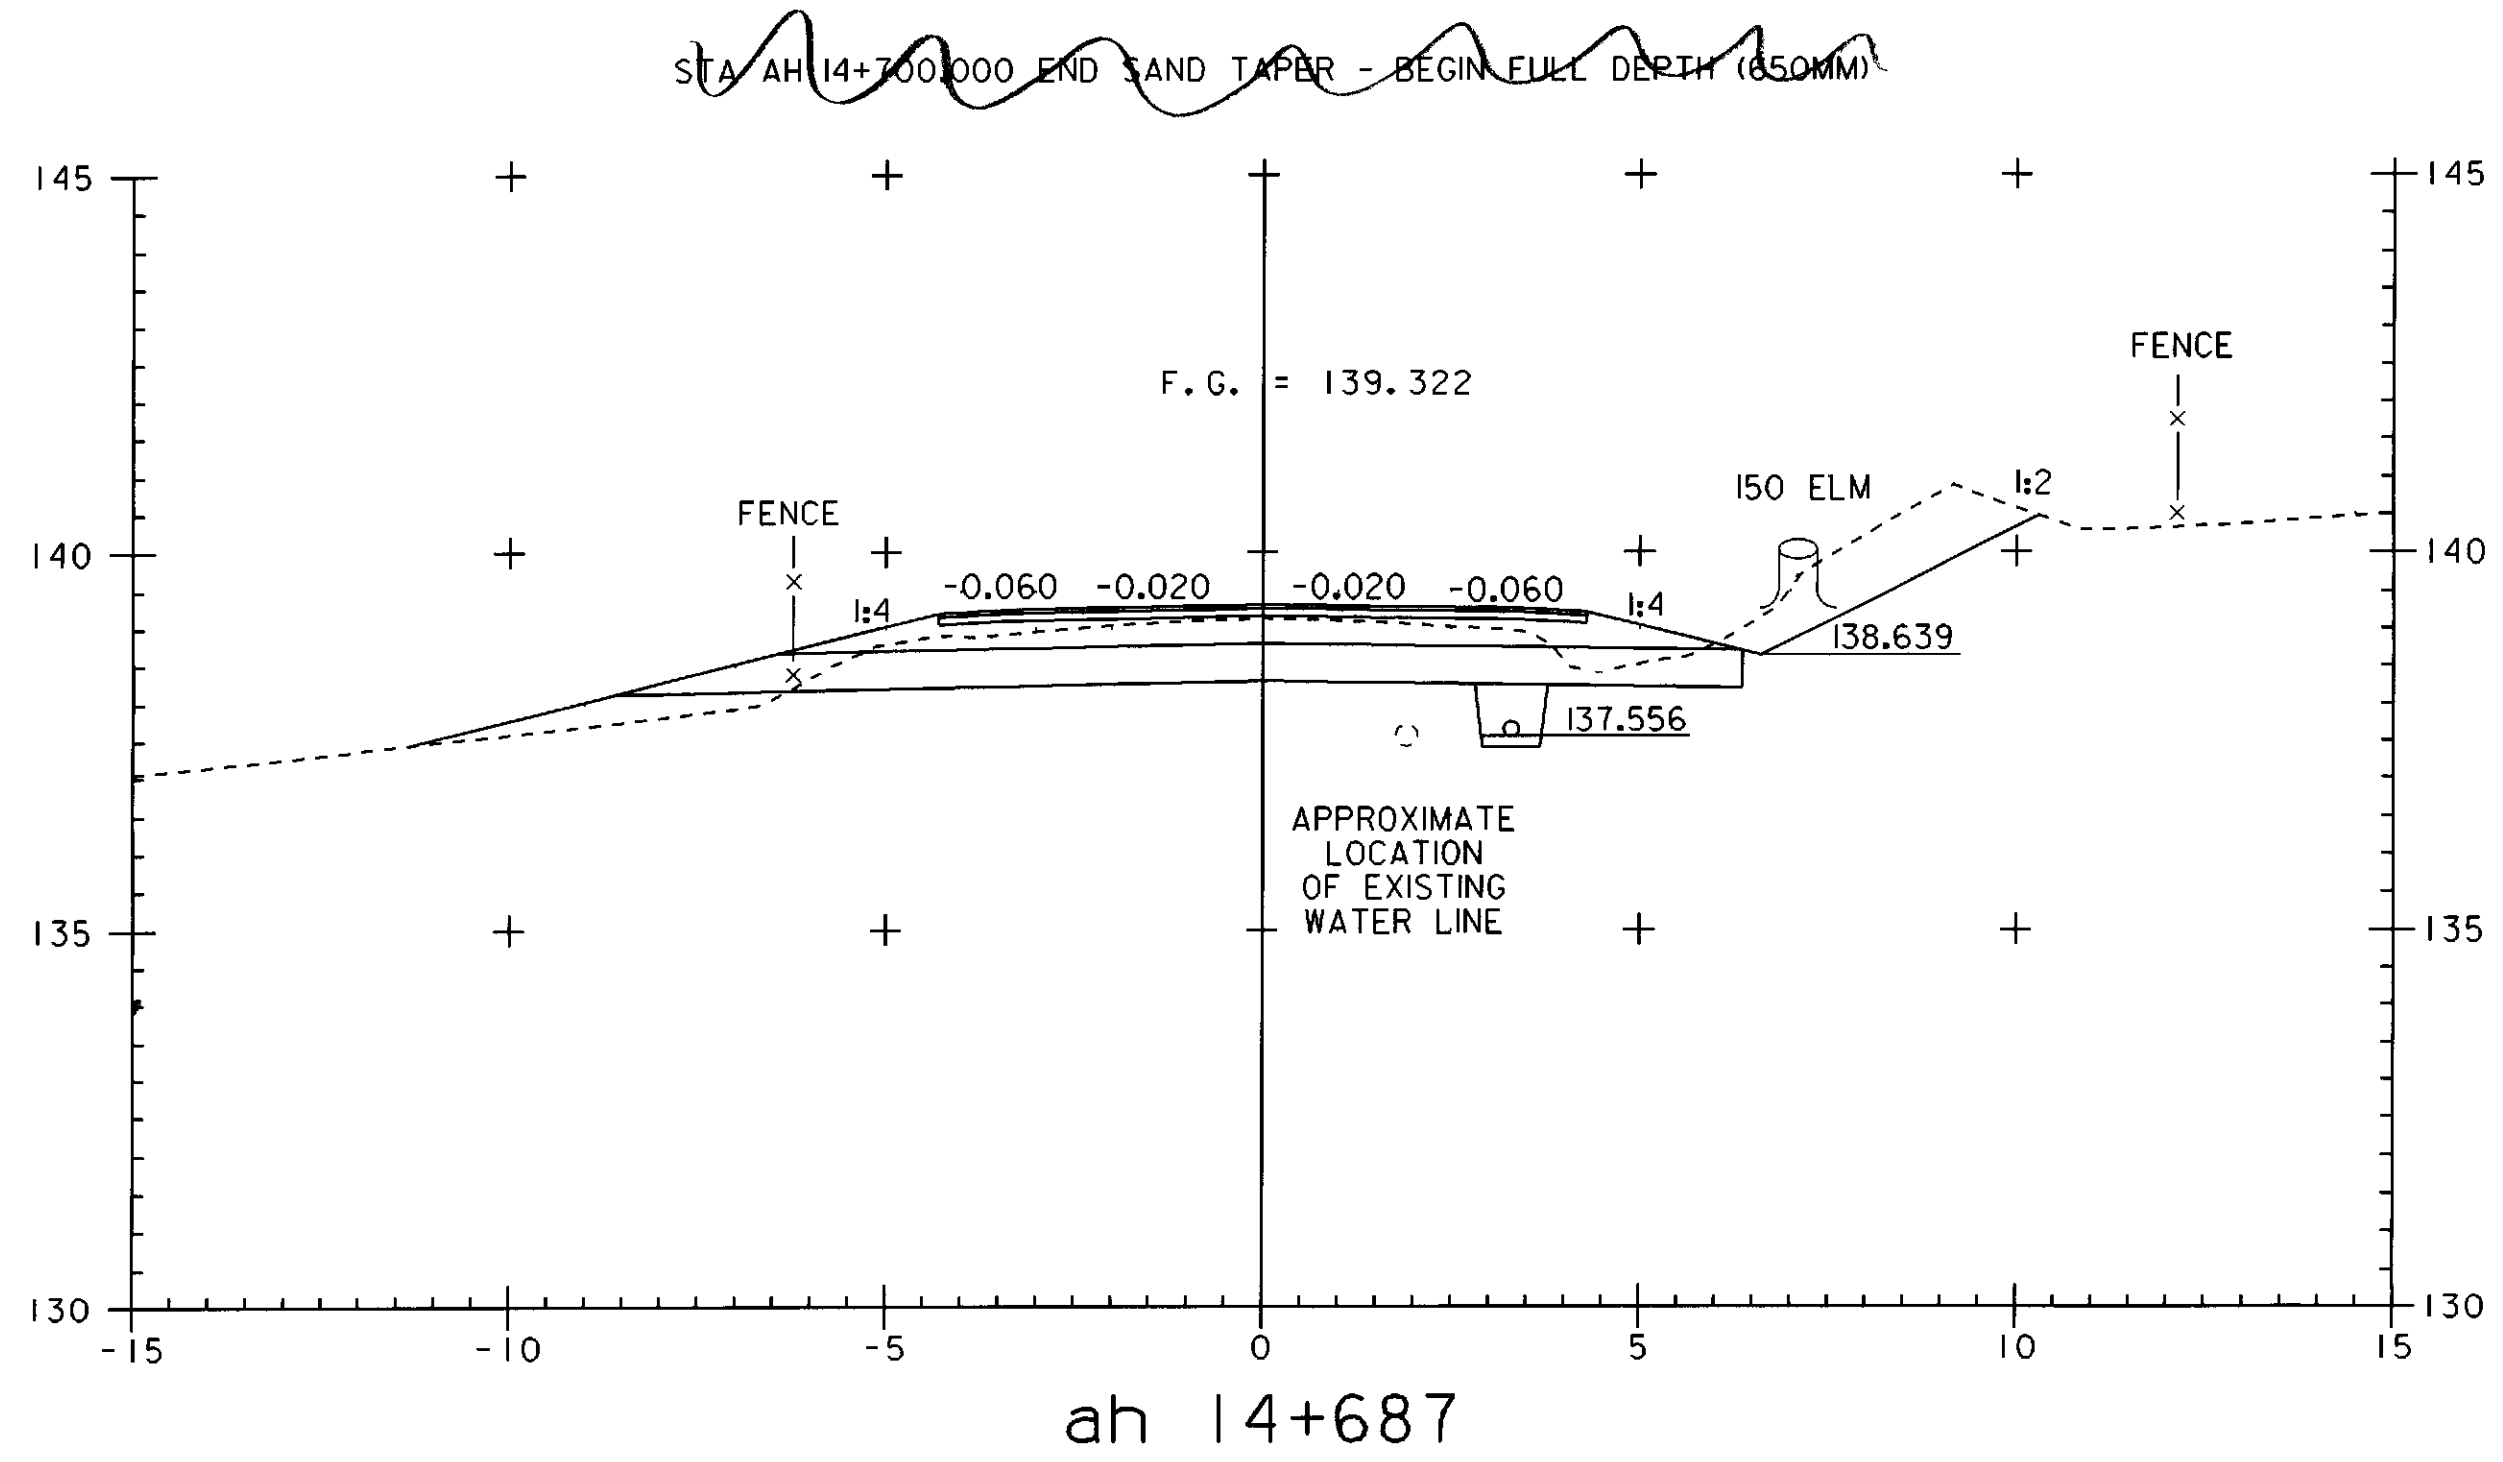 STA AH 14+700.000 END SAND TAPER - BEGIN FULL DEPTH (650MM)
145
145
FENCE
F.G. = 139.322
1:2
150 ELM
FENCE
140
140
-0.060 -0.020 -0.020 -0.060
1:4
1:4
138.639
137.556
APPROXIMATE
LOCATION
OF EXISTING
WATER LINE
135
135
130
130
-15 -10 -5 0 5 10 15
ah 14+687